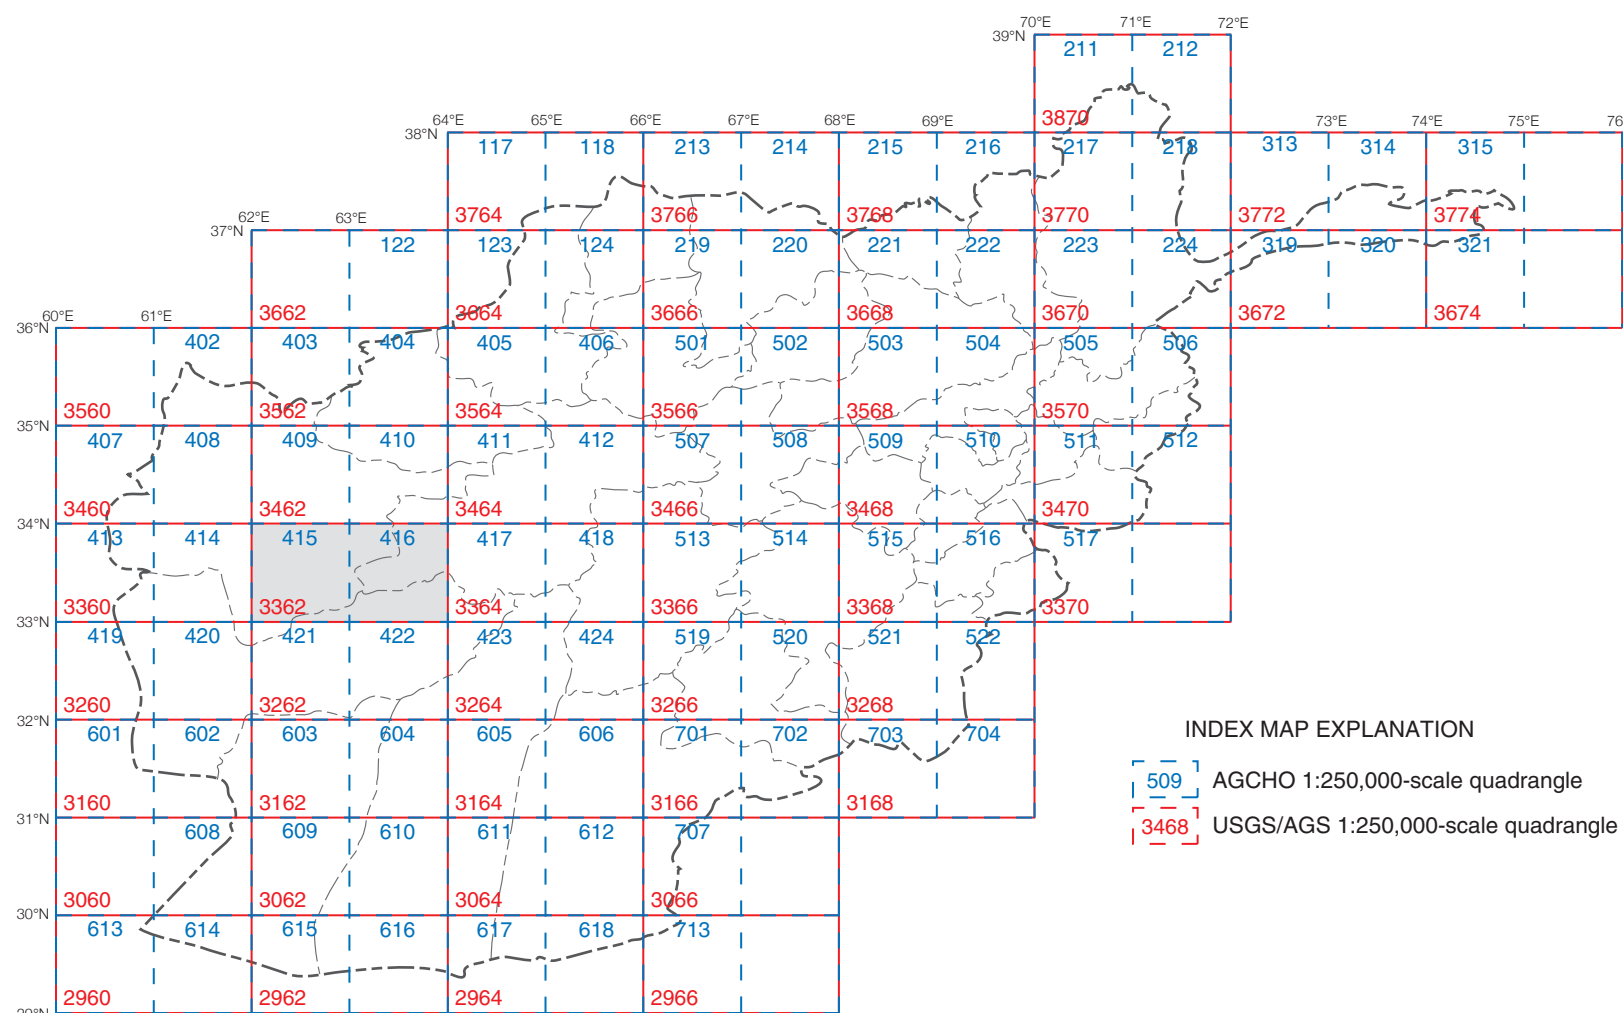 70°E 71°E 72°E
39°N
211 212
3870
64°E 65°E 66°E 67°E 68°E 69°E
38°N
73°E 74°E 75°E 76
117 118 213 214 215 216 217 218 313 314 315
3764 3766 3768 3770 3772 3774
62°E 63°E
37°N
122 123 124 219 220 221 222 223 224 319 320 321
3662 3664 3666 3668 3670 3672 3674
60°E 61°E
36°N
402 403 404 405 406 501 502 503 504 505 506
3560 3562 3564 3566 3568 3570
35°N
407 408 409 410 411 412 507 508 509 510 511 512
3460 3462 3464 3466 3468 3470
34°N
413 414 415 416 417 418 513 514 515 516 517
3360 3362 3364 3366 3368 3370
33°N
419 420 421 422 423 424 519 520 521 522
3260 3262 3264 3266 3268
32°N
601 602 603 604 605 606 701 702 703 704
3160 3162 3164 3166 3168
31°N
608 609 610 611 612 707
3060 3062 3064 3066
30°N
613 614 615 616 617 618 713
2960 2962 2964 2966
INDEX MAP EXPLANATION
509 AGCHO 1:250,000-scale quadrangle
3468 USGS/AGS 1:250,000-scale quadrangle